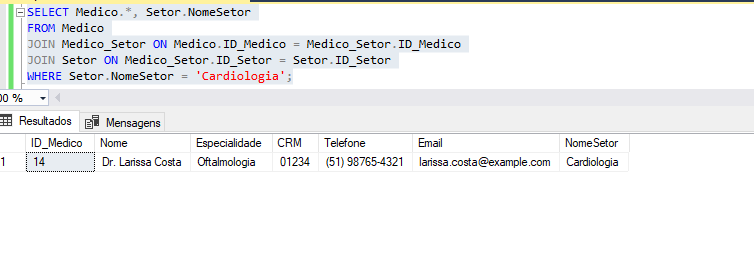 SELECT Medico.*, Setor.NomeSetor
FROM Medico
JOIN Medico_Setor ON Medico.ID_Medico = Medico_Setor.ID_Medico
JOIN Setor ON Medico_Setor.ID_Setor = Setor.ID_Setor
WHERE Setor.NomeSetor = 'Cardiologia';
00 %
Resultados Mensagens
ID_Medico Nome Especialidade CRM Telefone Email NomeSetor
1 14 Dr. Larissa Costa Oftalmologia 01234 (51) 98765-4321 larissa.costa@example.com Cardiologia